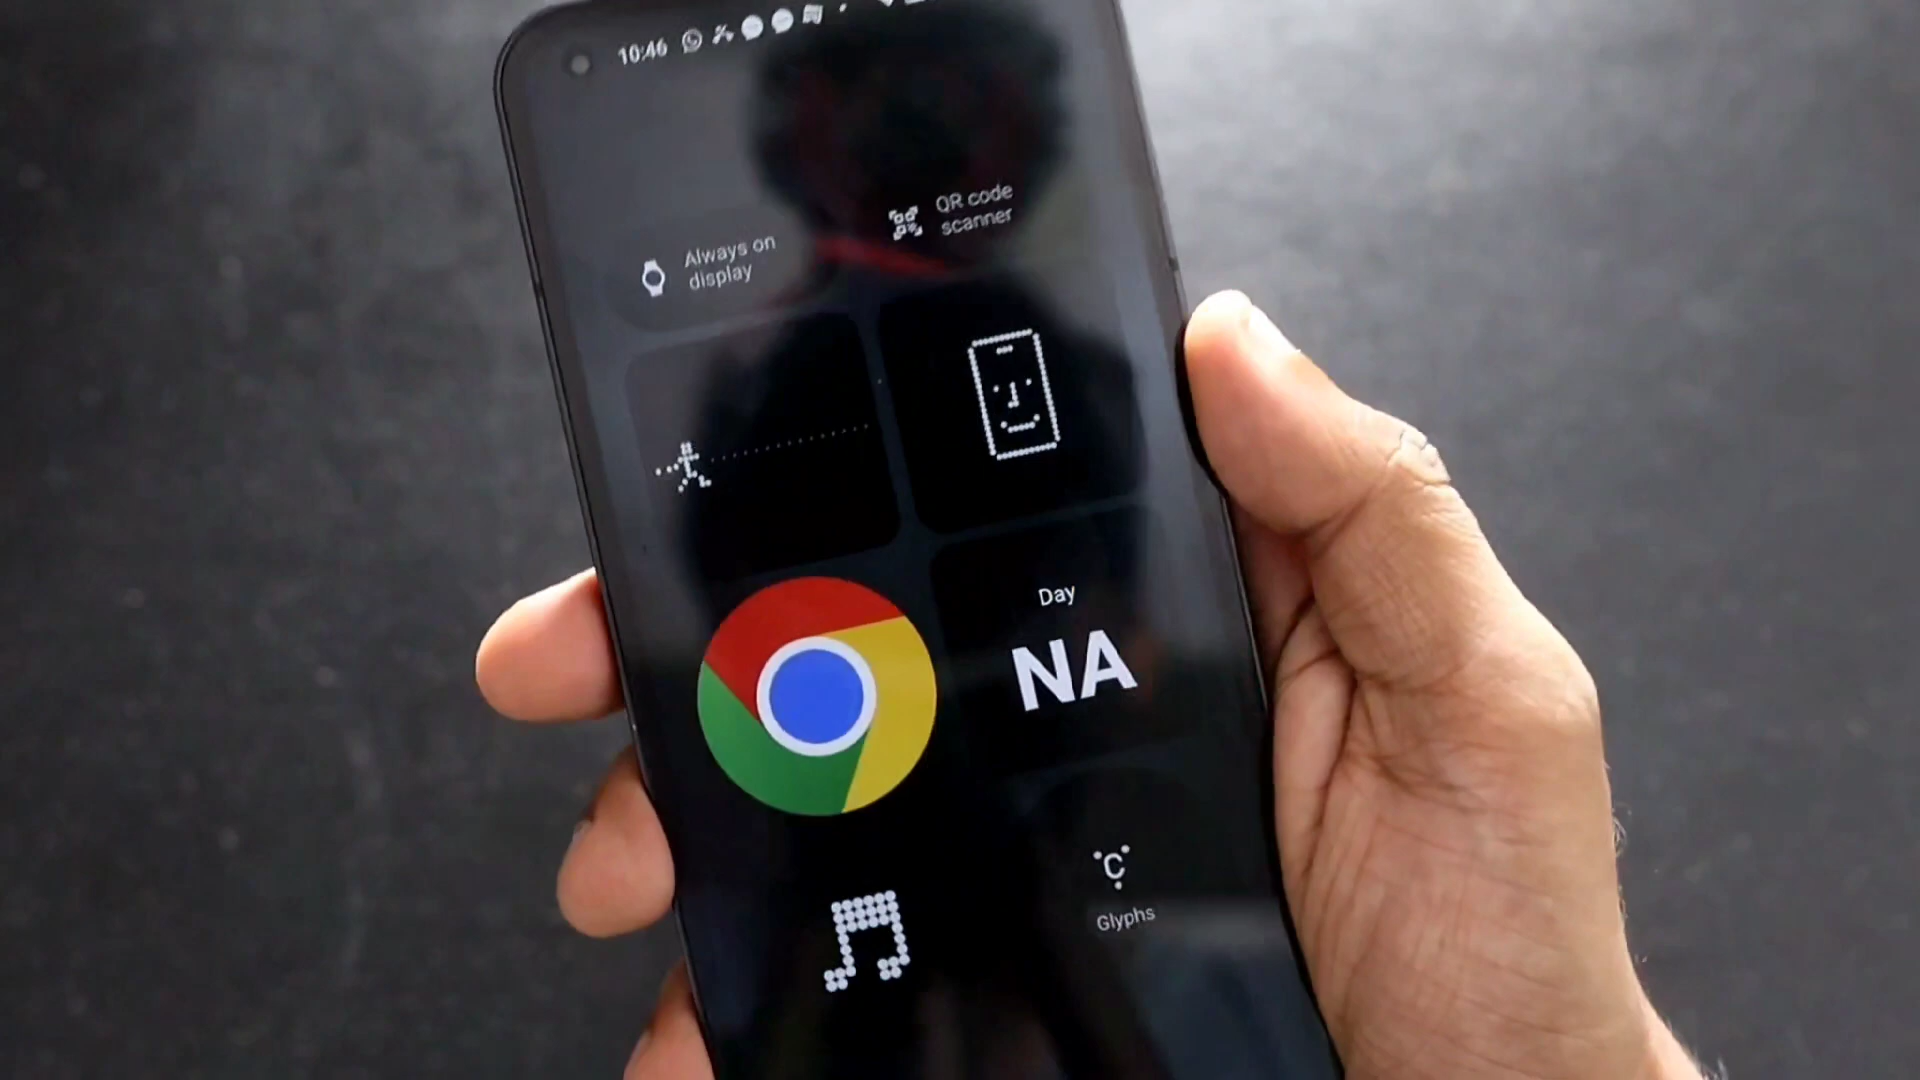 10:46
QR code
scanner
Always on
display
Day
NA
Glyphs